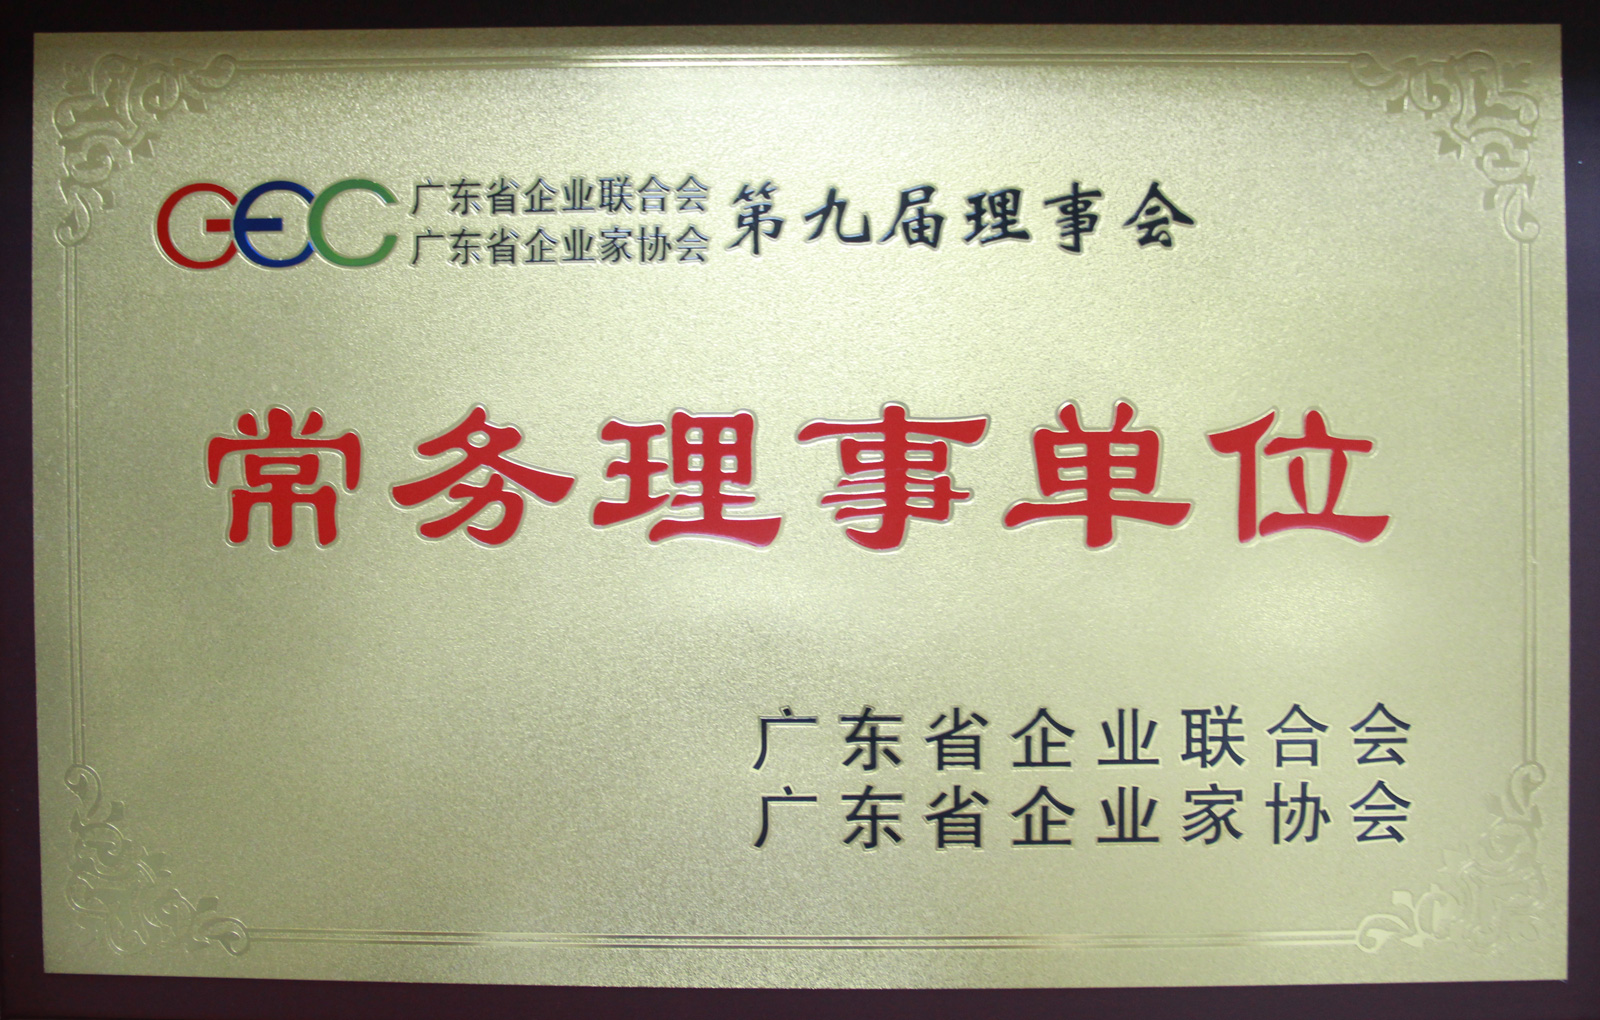 GEC 广东省企业联合会 第九届理事会
广东省企业家协会
常务理事单位
广东省企业联合会
广东省企业家协会